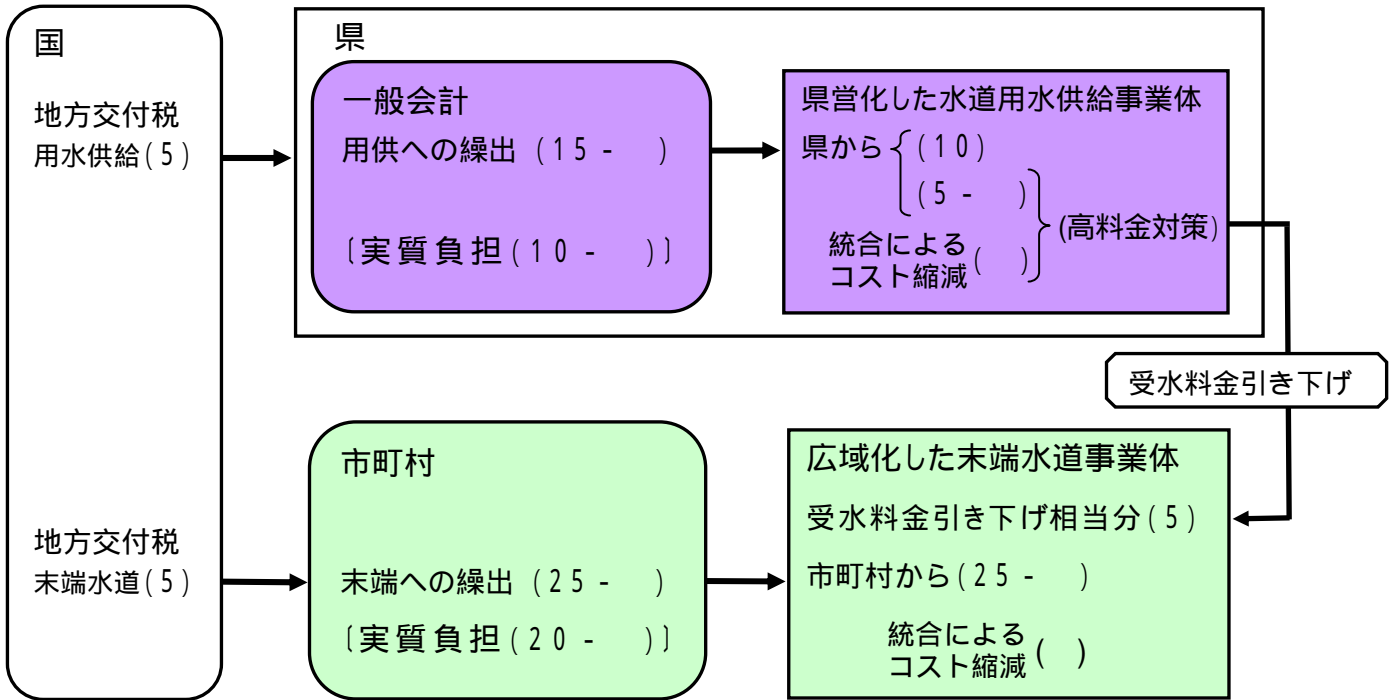 国
地方交付税
用水供給(5)
地方交付税
末端水道(5)
県
一般会計
用供への繰出 (15-　)
〔実質負担(10-　)〕
県営化した水道用水供給事業体
県から
(10)
(5-　)
統合による
コスト縮減
(　)
(高料金対策)
受水料金引き下げ
市町村
末端への繰出 (25-　)
〔実質負担(20-　)〕
広域化した末端水道事業体
受水料金引き下げ相当分(5)
市町村から(25-　)
統合による
コスト縮減
(　)